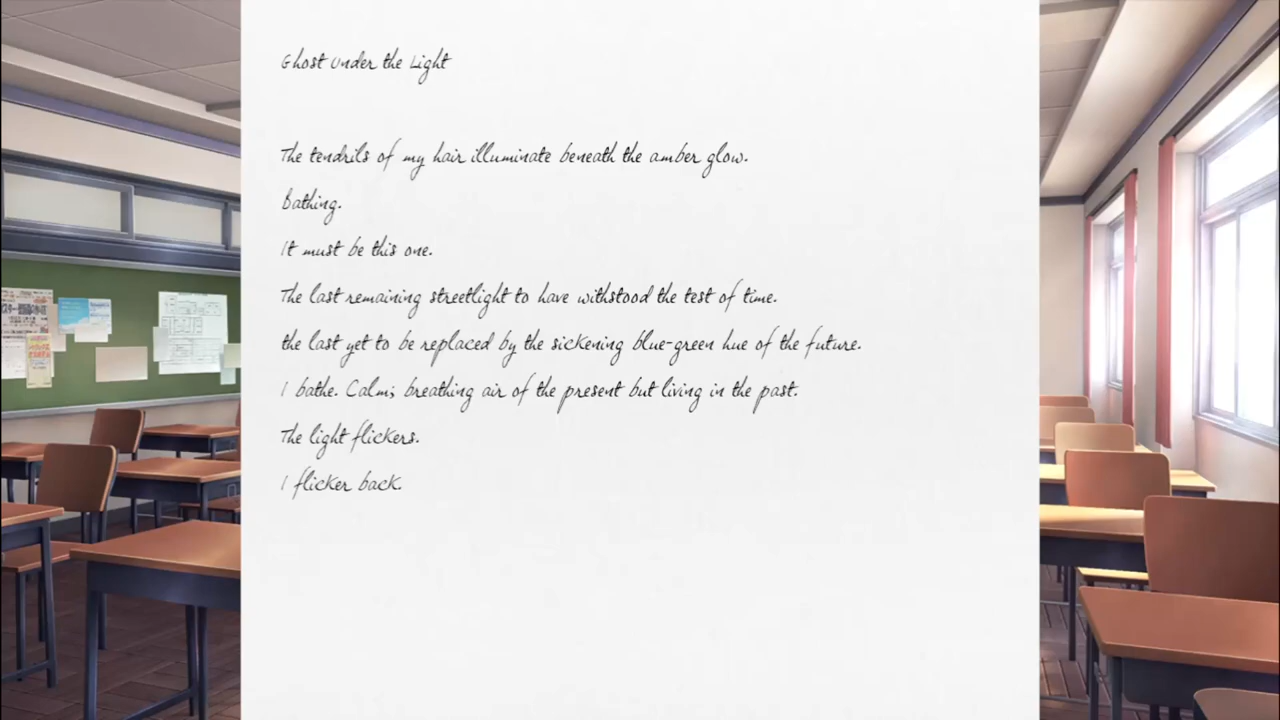 Ghost Under the Light
The tendrils of my hair illuminate beneath the amber glow.
Bathing.
It must be this one.
The last remaining streetlight to have withstood the test of time.
the last yet to be replaced by the sickening blue-green hue of the future.
I bathe. Calm; breathing air of the present but living in the past.
The light flickers.
I flicker back.